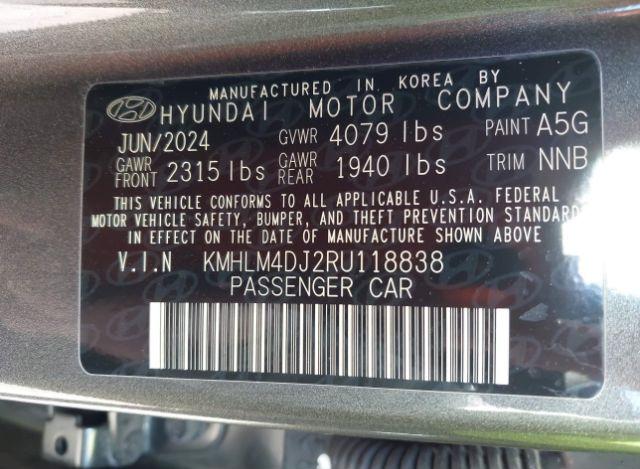 MANUFACTURED IN KOREA BY
HYUNDAI MOTOR COMPANY
JUN/2024 GVWR 4079 lbs PAINT A5G
GAWR FRONT 2315 lbs GAWR REAR 1940 lbs TRIM NNB
THIS VEHICLE CONFORMS TO ALL APPLICABLE U.S.A. FEDERAL
MOTOR VEHICLE SAFETY, BUMPER, AND THEFT PREVENTION STANDARDS
IN EFFECT ON THE DATE OF MANUFACTURE SHOWN ABOVE
V.I.N KMHLM4DJ2RU118838
PASSENGER CAR